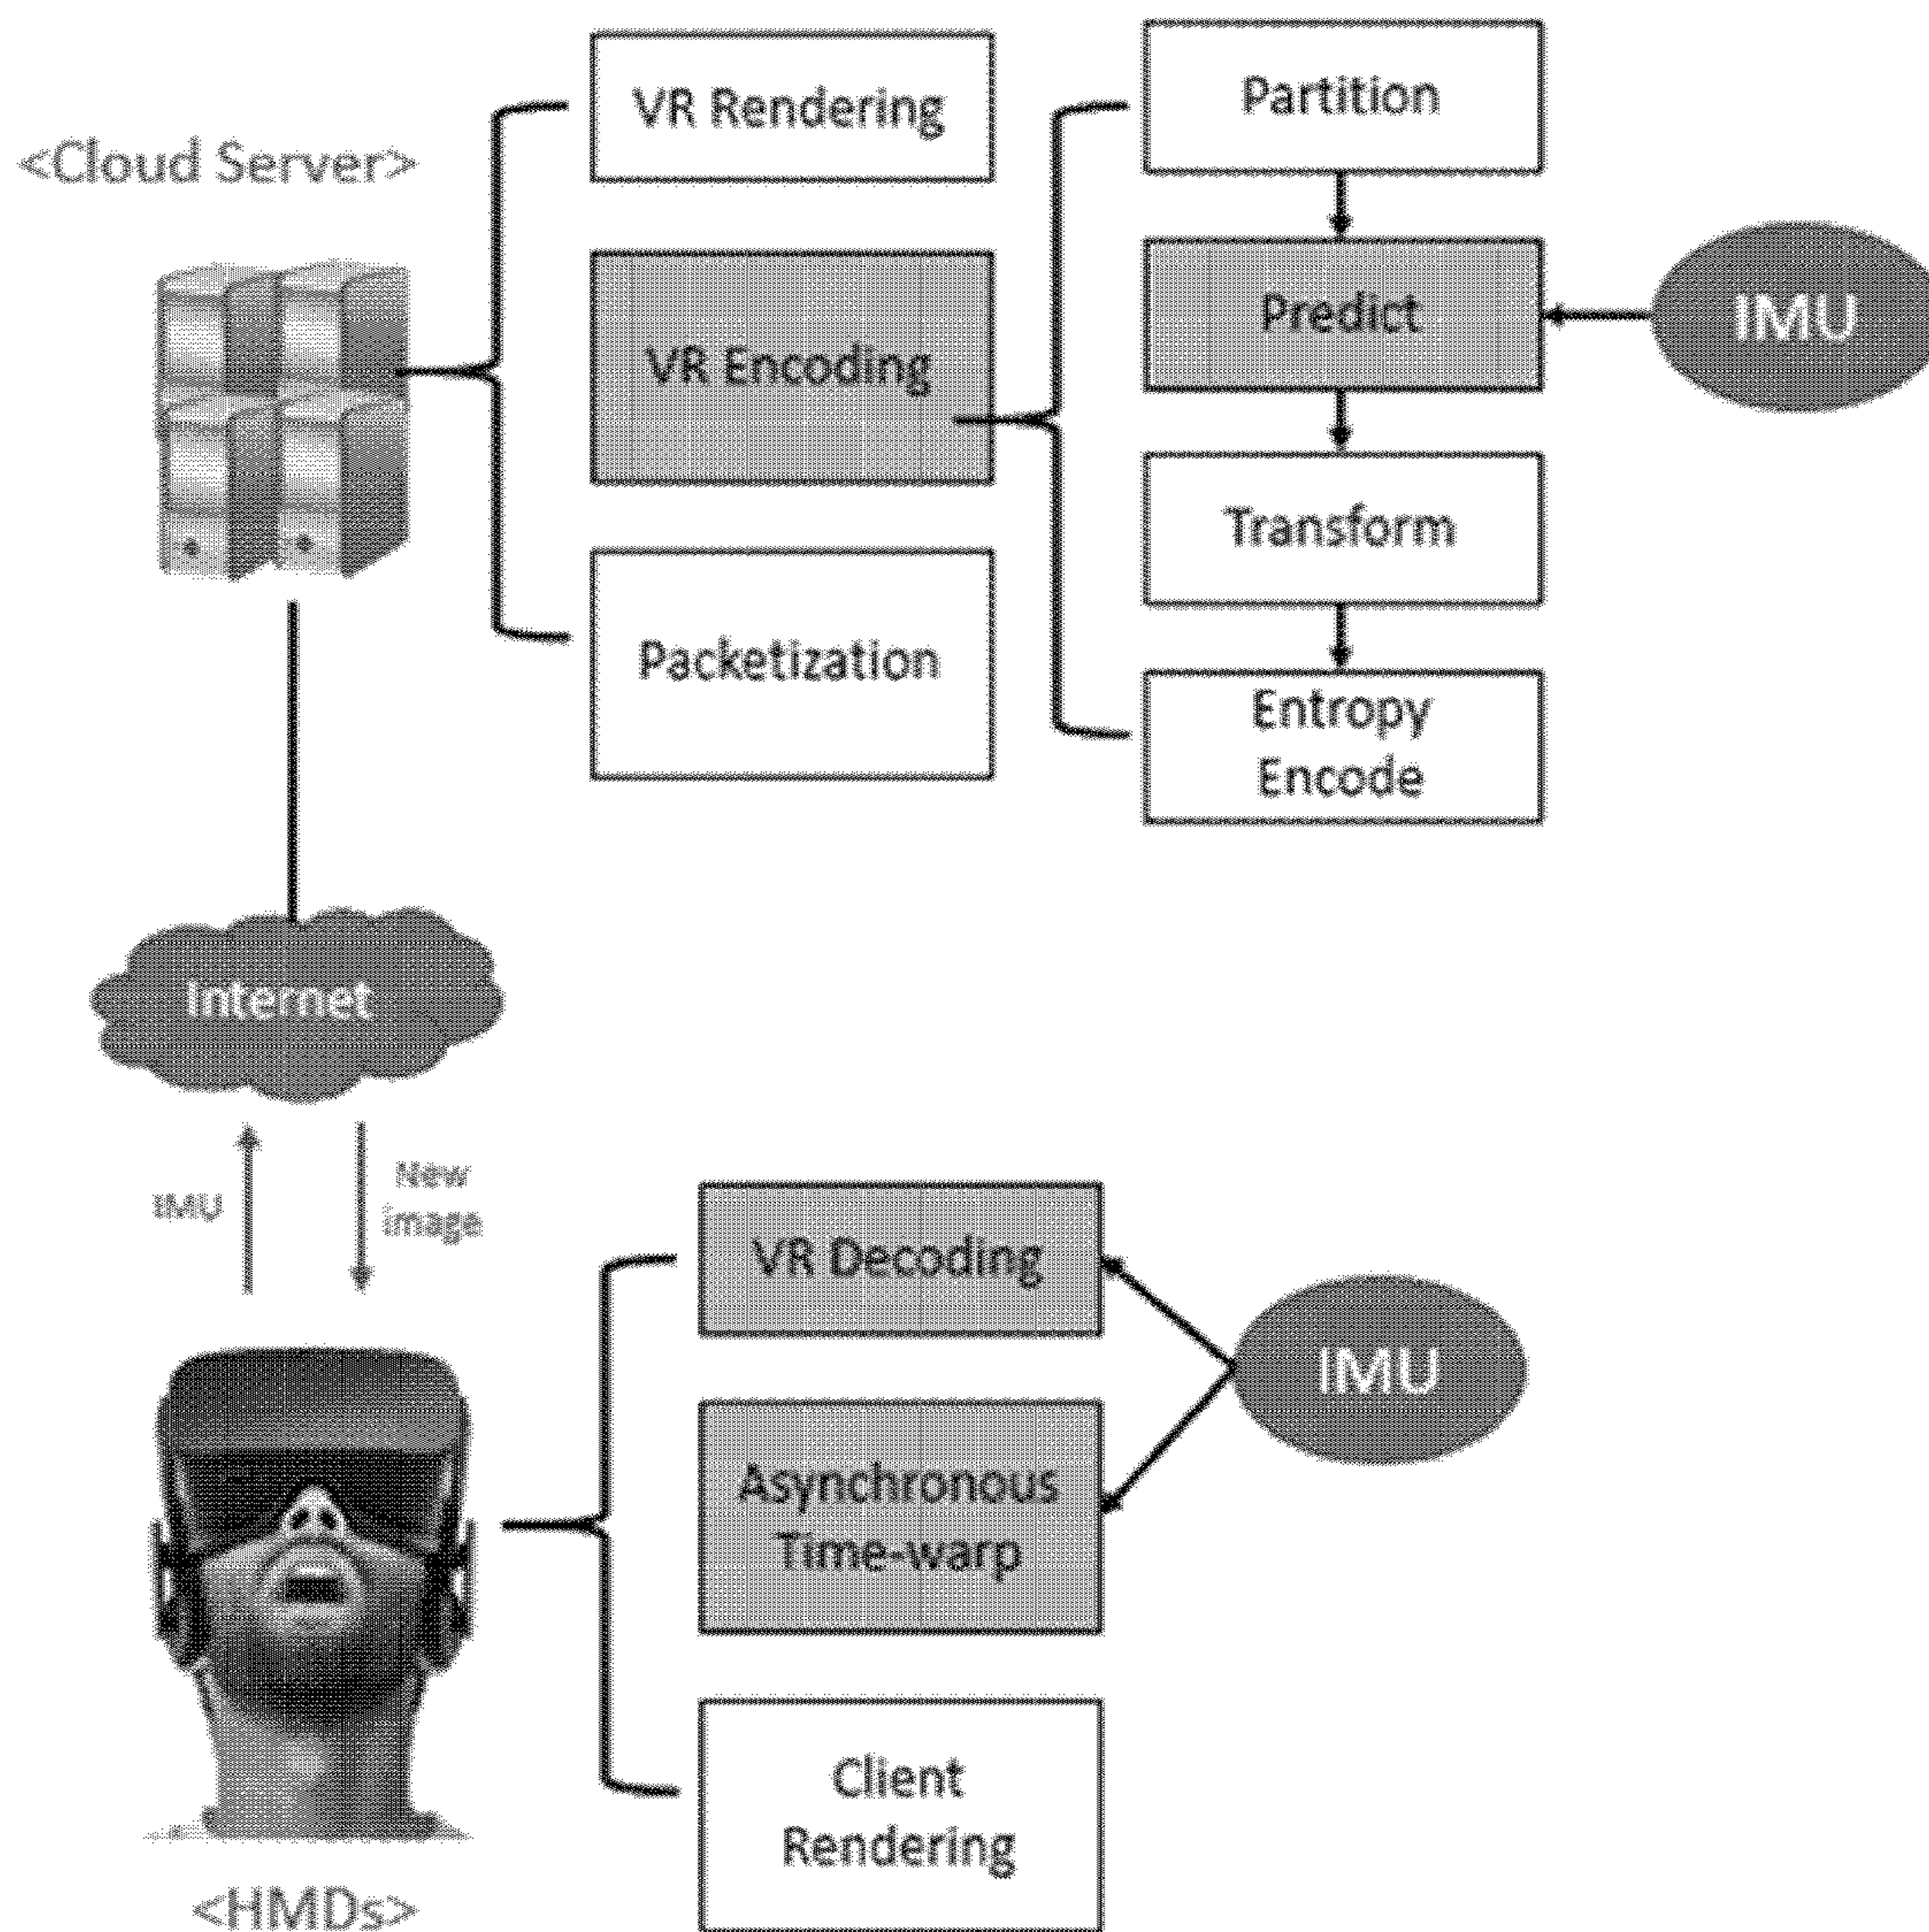 <Cloud Server>
VR Rendering
VR Encoding
Packetization
Partition
Predict
Transform
Entropy
Encode
IMU
Internet
IMU
New
image
VR Decoding
Asynchronous
Time-warp
Client
Rendering
IMU
<HMDs>